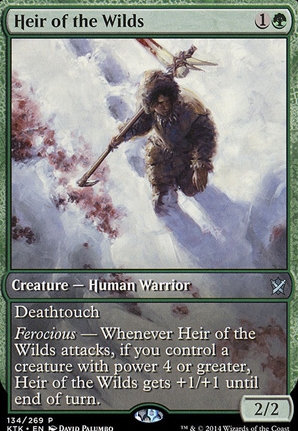 Heir of the Wilds 1
Creature — Human Warrior
Deathtouch
Ferocious — Whenever Heir of the
Wilds attacks, if you control a
creature with power 4 or greater,
Heir of the Wilds gets +1/+1 until
end of turn.
2/2
134/269 P
KTK • EN DAVID PALUMBO
™ & © 2014 Wizards of the Coast